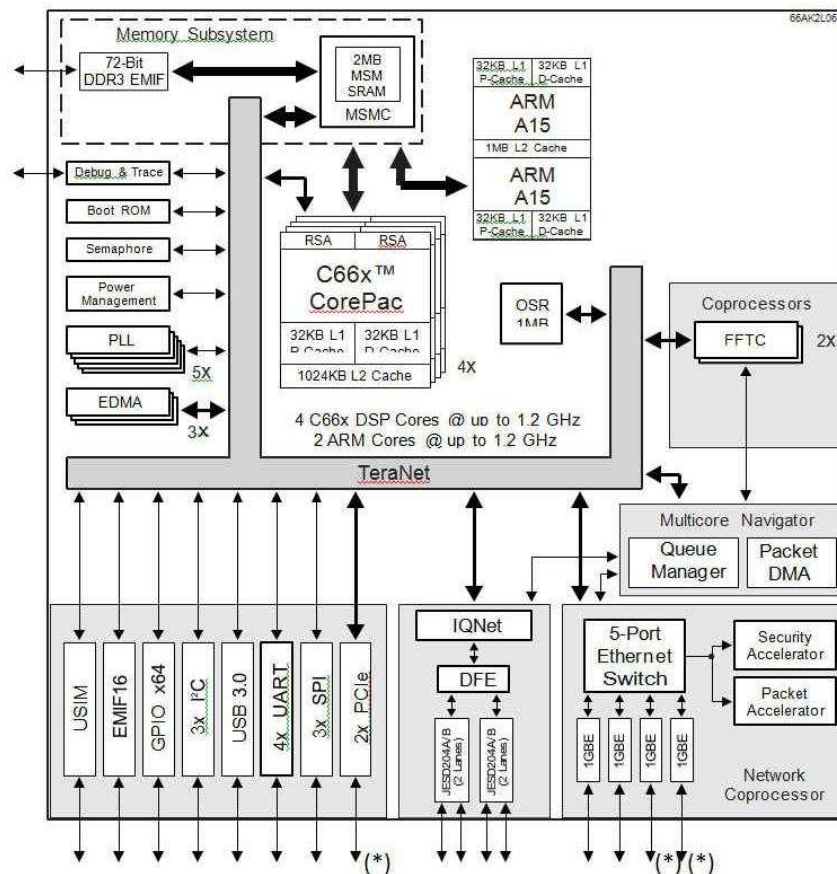 66AK2L06
Memory Subsystem
72-Bit
DDR3 EMIF
2MB
MSM
SRAM
MSMC
32KB L1
P-Cache
32KB L1
D-Cache
ARM
A15
1MB L2 Cache
ARM
A15
32KB L1
P-Cache
32KB L1
D-Cache
Debug & Trace
Boot ROM
Semaphore
Power
Management
PLL
5x
EDMA
3x
RSA
RSA
C66x™
CorePac
32KB L1
P-Cache
32KB L1
D-Cache
1024KB L2 Cache
4x
OSR
1MB
Coprocessors
FFTC
2x
4 C66x DSP Cores @ up to 1.2 GHz
2 ARM Cores @ up to 1.2 GHz
TeraNet
Multicore Navigator
Queue
Manager
Packet
DMA
USIM
EMIF16
GPIO x64
3x I²C
USB 3.0
4x UART
3x SPI
2x PCIe
IQNet
DFE
JESD204A/B
(2 Lanes)
JESD204A/B
(2 Lanes)
5-Port
Ethernet
Switch
Security
Accelerator
Packet
Accelerator
1GBE
1GBE
1GBE
1GBE
Network
Coprocessor
(*)
(*)
(*)